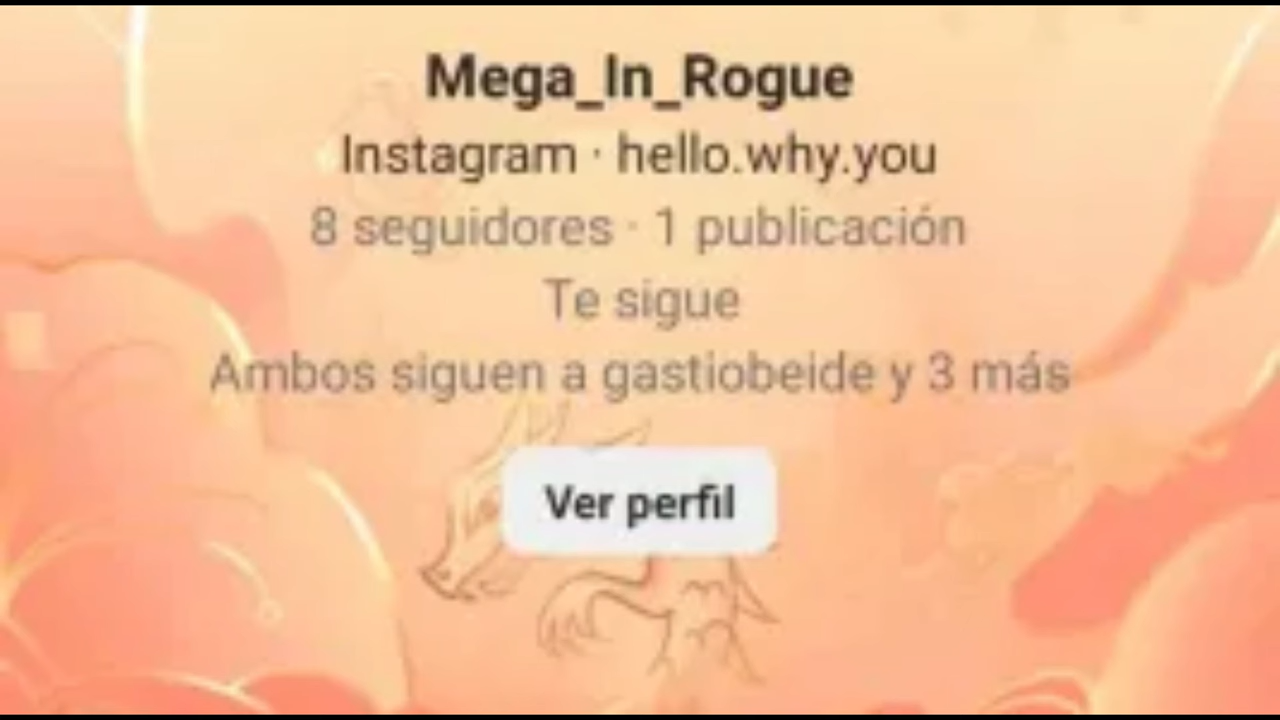 Mega_In_Rogue
Instagram · hello.why.you
8 seguidores · 1 publicación
Te sigue
Ambos siguen a gastiobeide y 3 más
Ver perfil